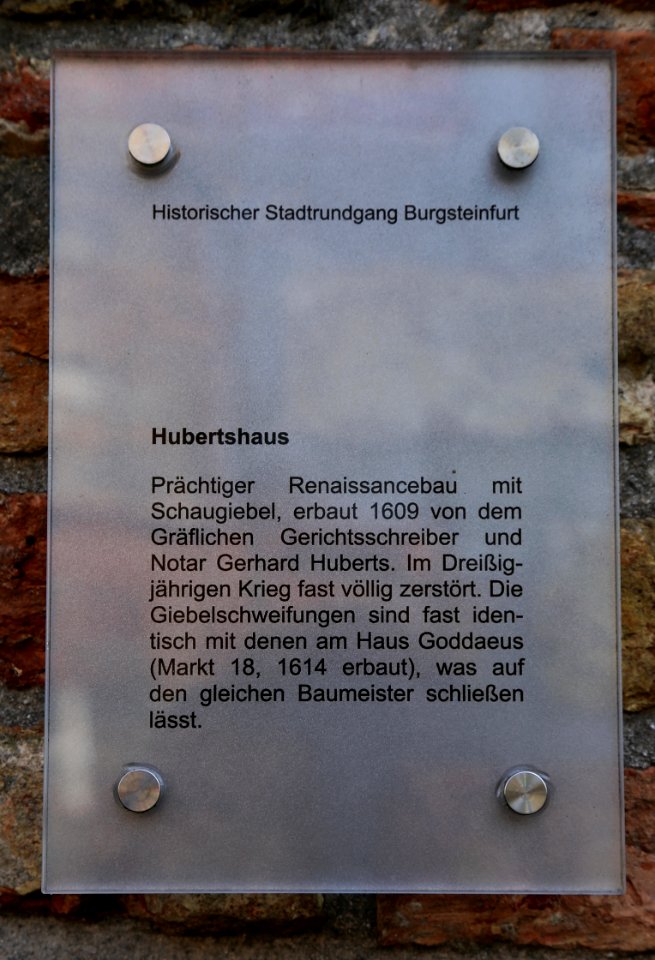 Historischer Stadtrundgang Burgsteinfurt
Hubertshaus
Prächtiger Renaissancebau mit
Schaugiebel, erbaut 1609 von dem
Gräflichen Gerichtsschreiber und
Notar Gerhard Huberts. Im Dreißig-
jährigen Krieg fast völlig zerstört. Die
Giebelschweifungen sind fast iden-
tisch mit denen am Haus Goddaeus
(Markt 18, 1614 erbaut), was auf
den gleichen Baumeister schließen
lässt.